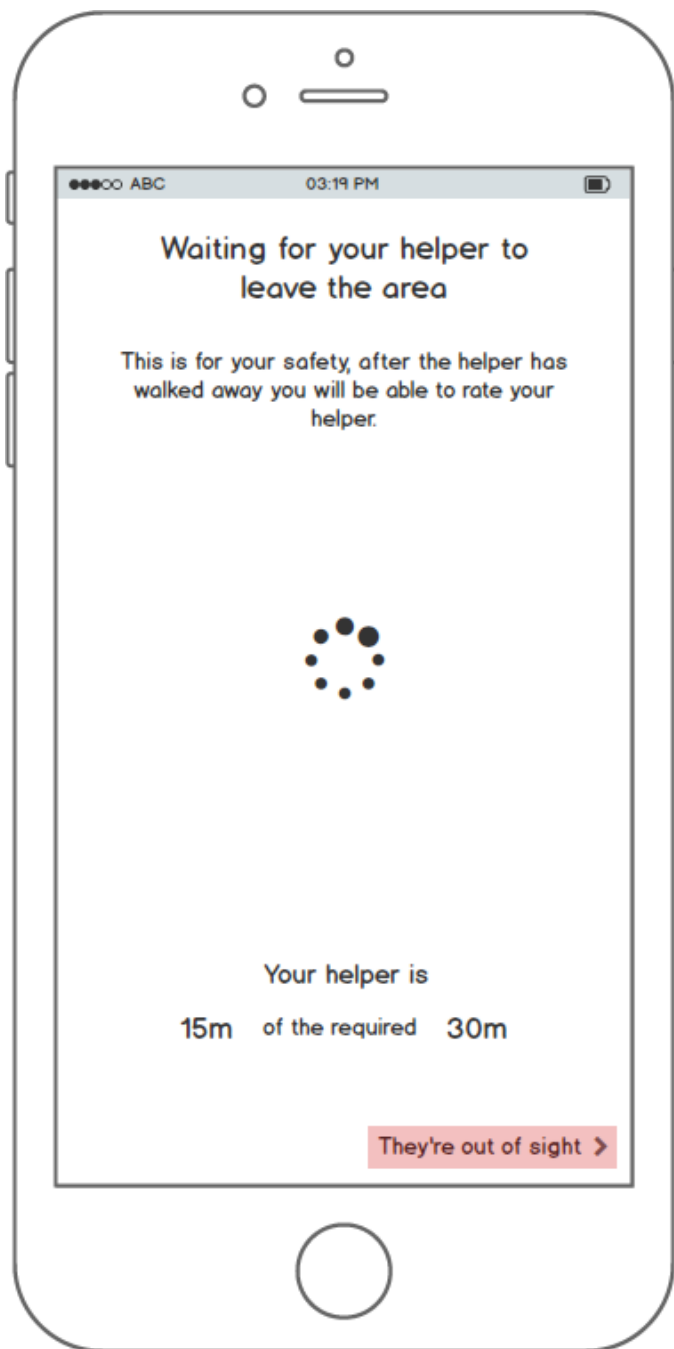 ABC 03:19 PM
Waiting for your helper to
leave the area
This is for your safety, after the helper has
walked away you will be able to rate your
helper.
Your helper is
15m of the required 30m
They're out of sight >